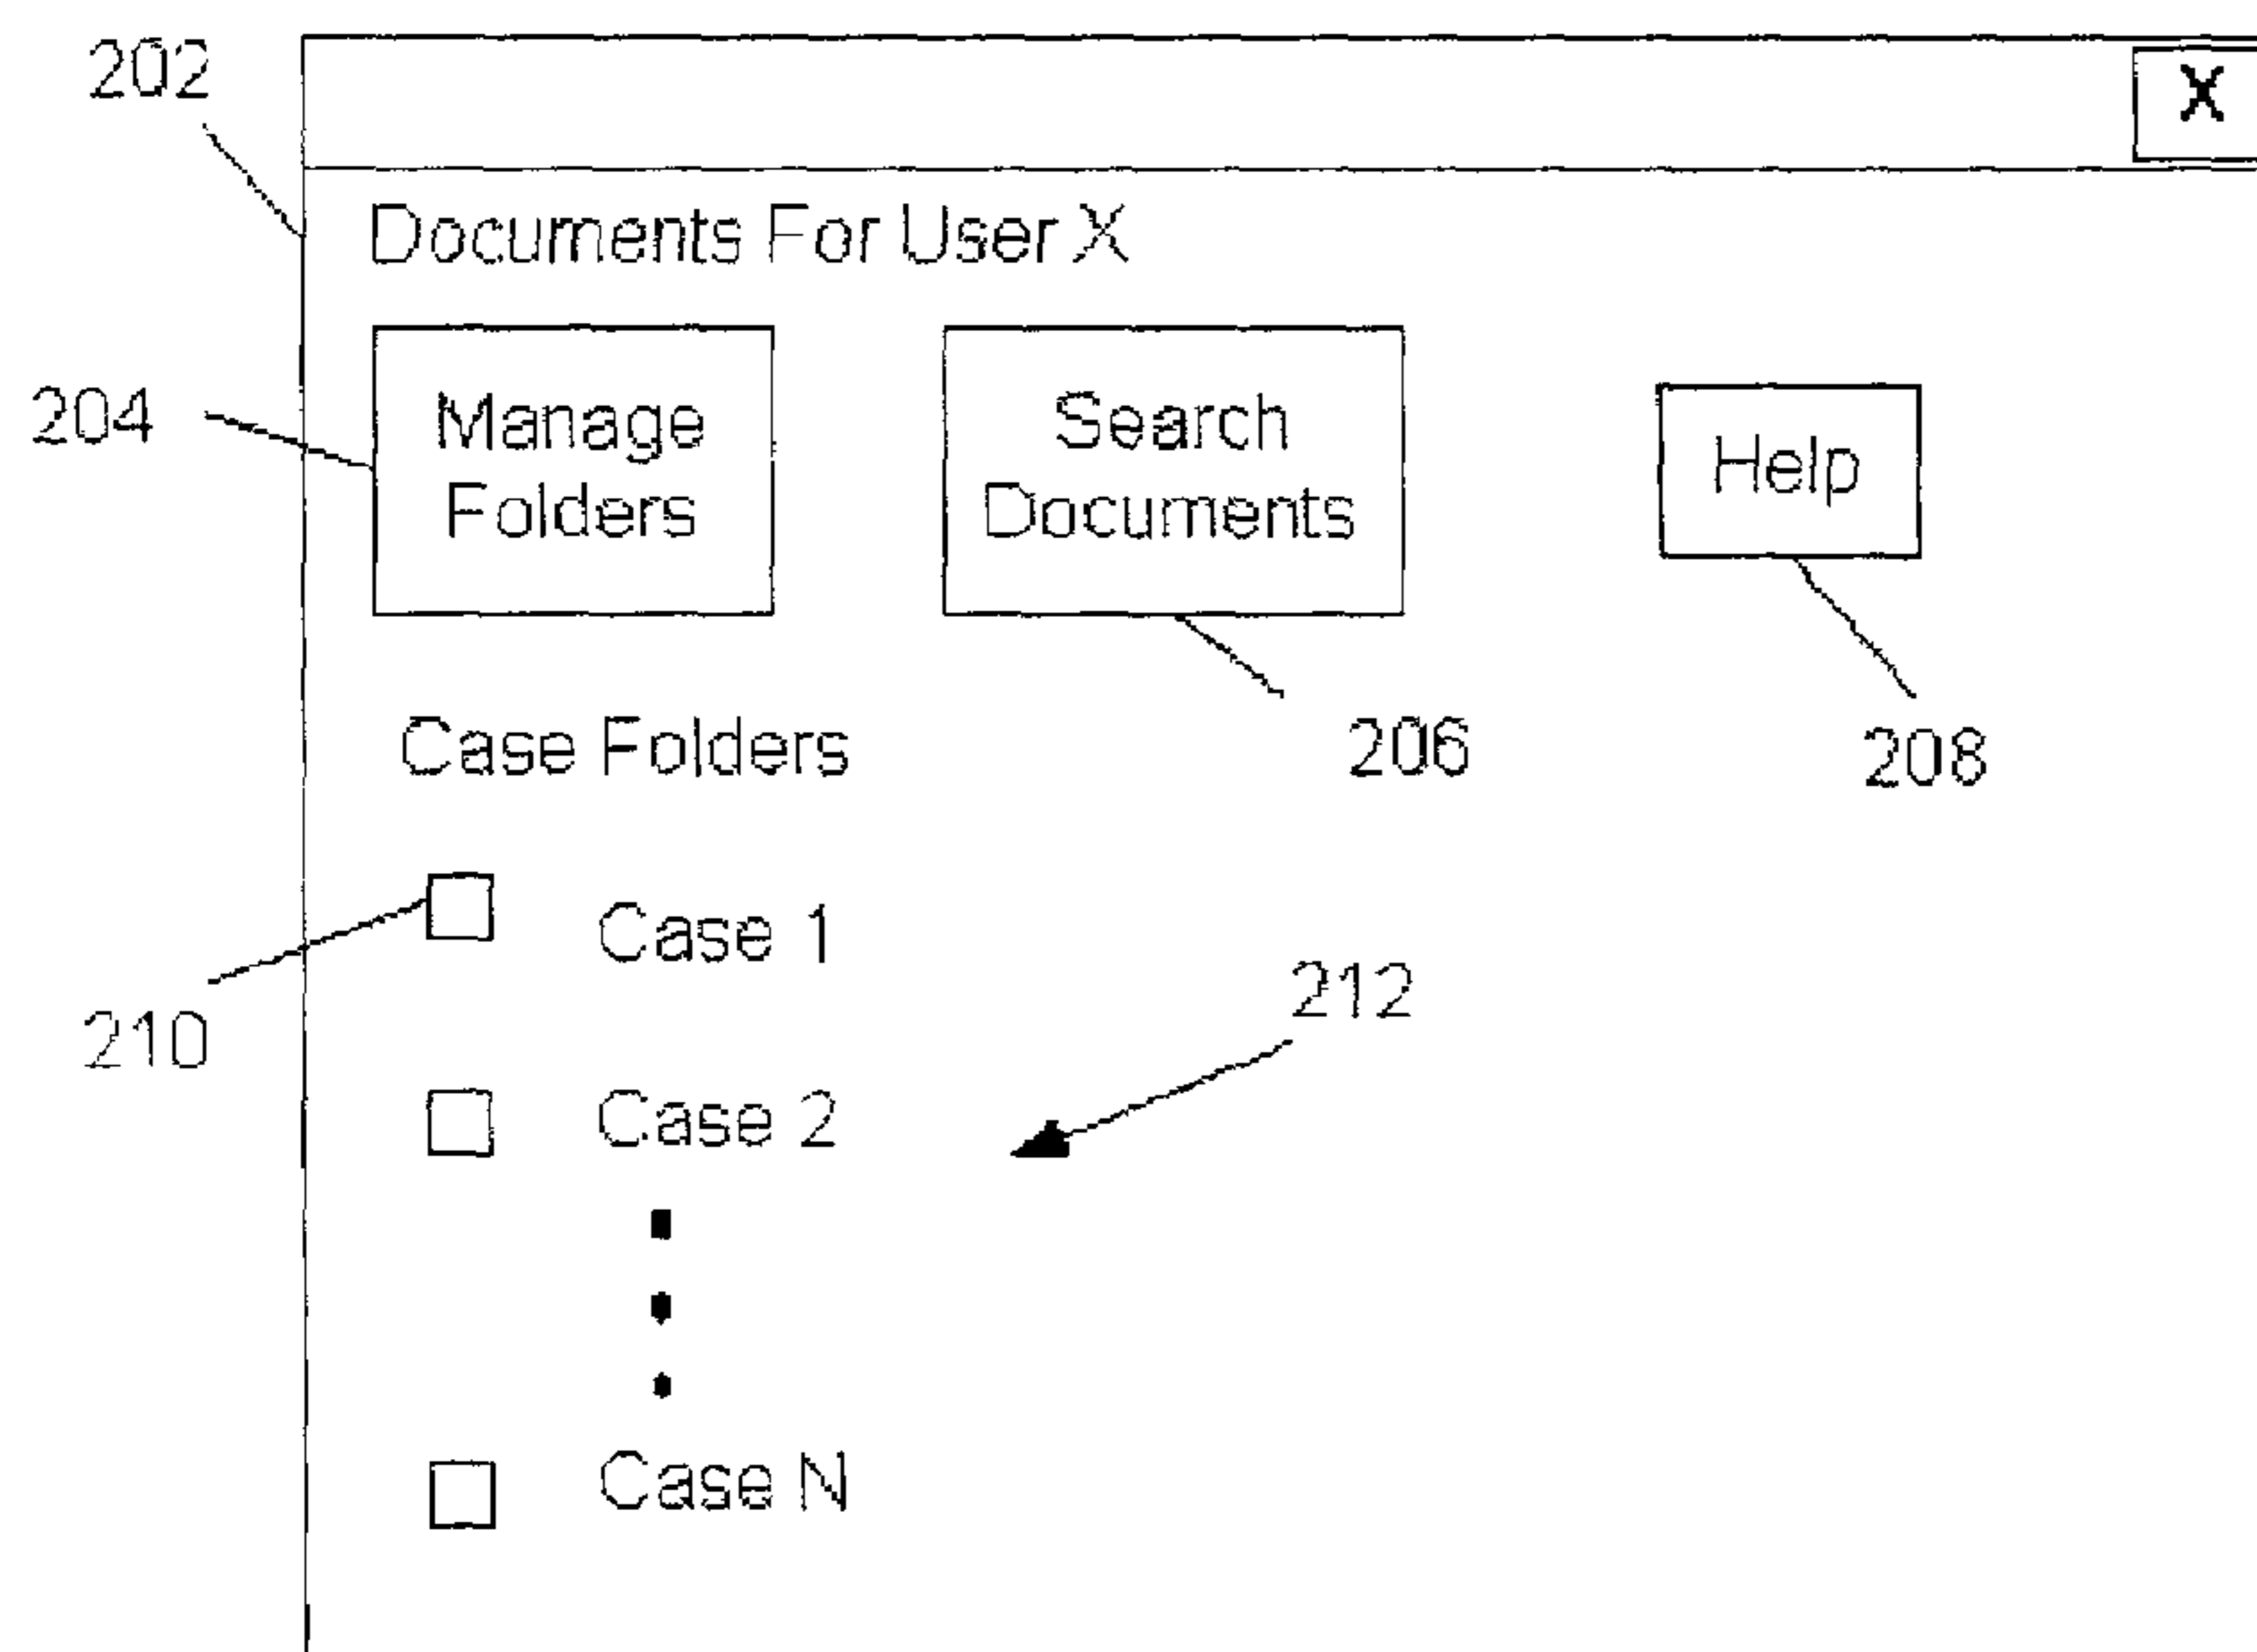 202
X
Documents For User X
204
Manage
Folders
Search
Documents
Help
Case Folders
206
208
Case 1
210
212
Case 2
Case N